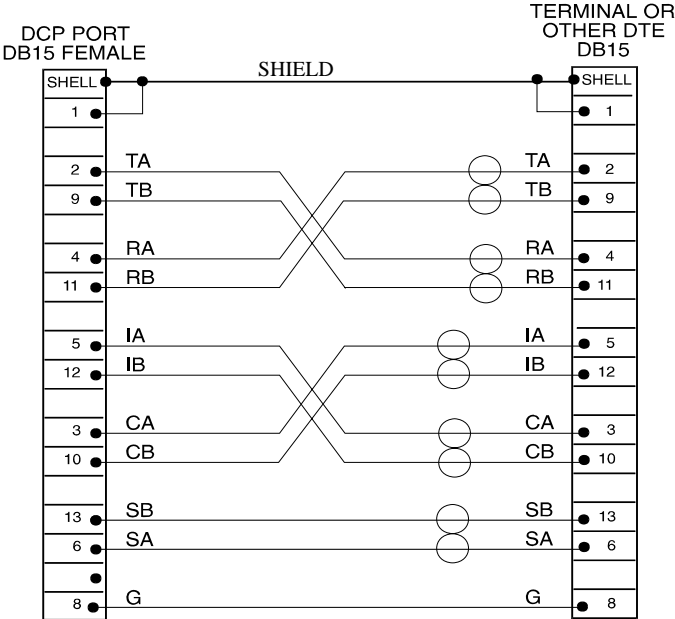 DCP PORT
DB15 FEMALE
TERMINAL OR
OTHER DTE
DB15
SHELL SHIELD SHELL
1 1
2 TA TA 2
9 TB TB 9
4 RA RA 4
11 RB RB 11
5 IA IA 5
12 IB IB 12
3 CA CA 3
10 CB CB 10
13 SB SB 13
6 SA SA 6
8 G G 8